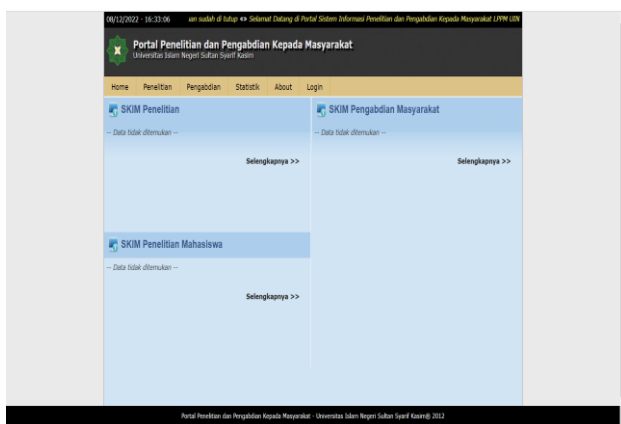 08/12/2022 - 16:33:06 uan sudah di tutup <> Selamat Datang di Portal Sistem Informasi Penelitian dan Pengabdian Kepada Masyarakat LPPM UIN
Portal Penelitian dan Pengabdian Kepada Masyarakat
Universitas Islam Negeri Sultan Syarif Kasim
Home Penelitian Pengabdian Statistik About Login
SKIM Penelitian
-- Data tidak ditemukan --
Selengkapnya >>
SKIM Pengabdian Masyarakat
-- Data tidak ditemukan --
Selengkapnya >>
SKIM Penelitian Mahasiswa
-- Data tidak ditemukan --
Selengkapnya >>
Portal Penelitian dan Pengabdian Kepada Masyarakat - Universitas Islam Negeri Sultan Syarif Kasim@ 2012